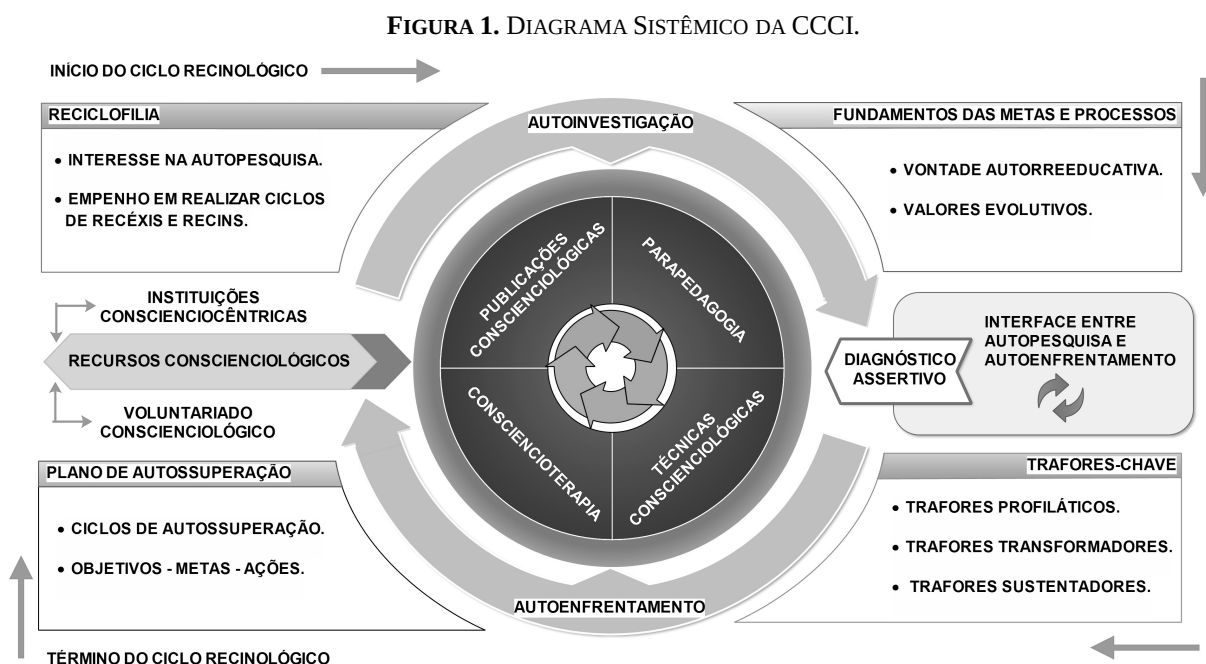 FIGURA 1. DIAGRAMA SISTÊMICO DA CCCI.
INÍCIO DO CICLO RECINOLÓGICO
RECICLOFILIA
• INTERESSE NA AUTOPESQUISA.
• EMPENHO EM REALIZAR CICLOS
DE RECÉXIS E RECINS.
AUTOINVESTIGAÇÃO
FUNDAMENTOS DAS METAS E PROCESSOS
• VONTADE AUTORREEDUCATIVA.
• VALORES EVOLUTIVOS.
INSTITUIÇÕES
CONSCIENCIOCÊNTRICAS
RECURSOS CONSCIENCIOLÓGICOS
VOLUNTARIADO
CONSCIENCIOLÓGICO
PUBLICAÇÕES
CONSCIENCIOLÓGICAS
PARAPEDAGOGIA
CONSCIENCIOTERAPIA
TÉCNICAS
CONSCIENCIOLÓGICAS
DIAGNÓSTICO
ASSERTIVO
INTERFACE ENTRE
AUTOPESQUISA E
AUTOENFRENTAMENTO
PLANO DE AUTOSSUPERAÇÃO
• CICLOS DE AUTOSSUPERAÇÃO.
• OBJETIVOS - METAS - AÇÕES.
AUTOENFRENTAMENTO
TRAFORES-CHAVE
• TRAFORES PROFILÁTICOS.
• TRAFORES TRANSFORMADORES.
• TRAFORES SUSTENTADORES.
TÉRMINO DO CICLO RECINOLÓGICO